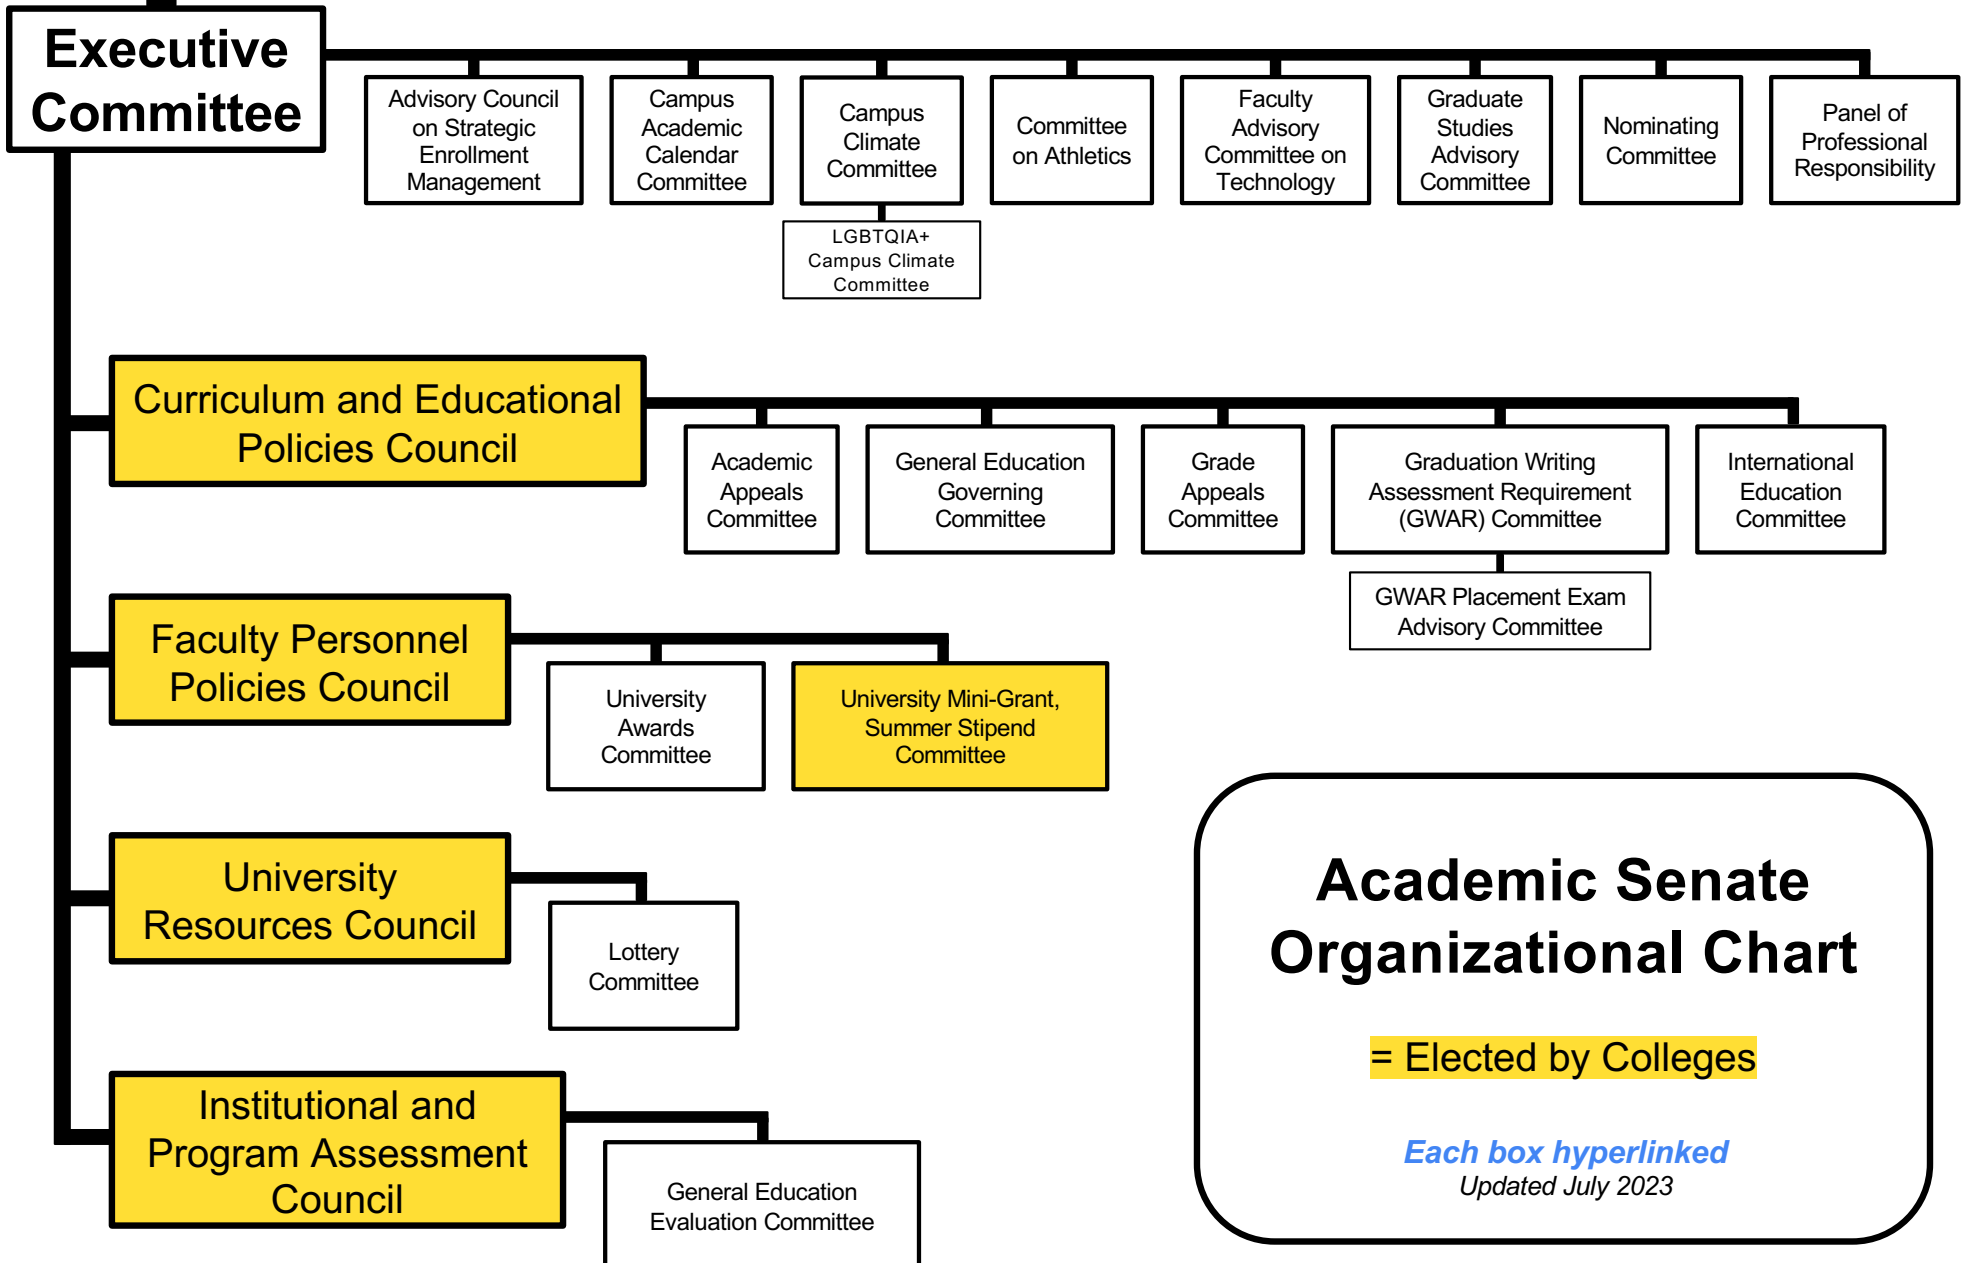 Executive
Committee
Advisory Council
on Strategic
Enrollment
Management
Campus
Academic
Calendar
Committee
Campus
Climate
Committee
Committee
on Athletics
Faculty
Advisory
Committee on
Technology
Graduate
Studies
Advisory
Committee
Nominating
Committee
Panel of
Professional
Responsibility
LGBTQIA+
Campus Climate
Committee
Curriculum and Educational
Policies Council
Academic
Appeals
Committee
General Education
Governing
Committee
Grade
Appeals
Committee
Graduation Writing
Assessment Requirement
(GWAR) Committee
International
Education
Committee
GWAR Placement Exam
Advisory Committee
Faculty Personnel
Policies Council
University
Awards
Committee
University Mini-Grant,
Summer Stipend
Committee
University
Resources Council
Lottery
Committee
Institutional and
Program Assessment
Council
General Education
Evaluation Committee
Academic Senate
Organizational Chart
= Elected by Colleges
Each box hyperlinked
Updated July 2023